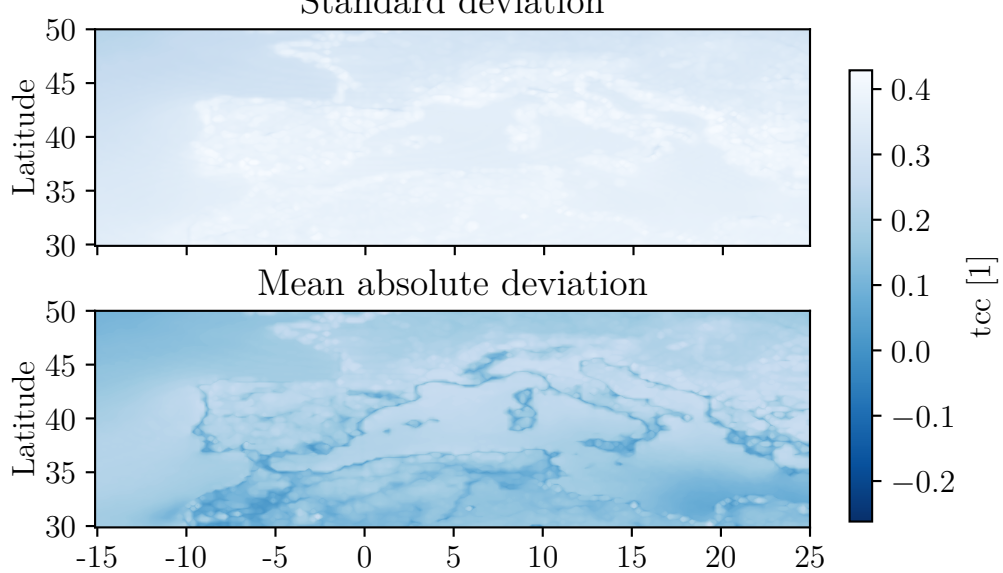 Standard deviation
50
45
40
35
30
Latitude
Mean absolute deviation
50
45
40
35
30
Latitude
-15 -10 -5 0 5 10 15 20 25
0.4
0.3
0.2
0.1
0.0
−0.1
−0.2
tcc [1]